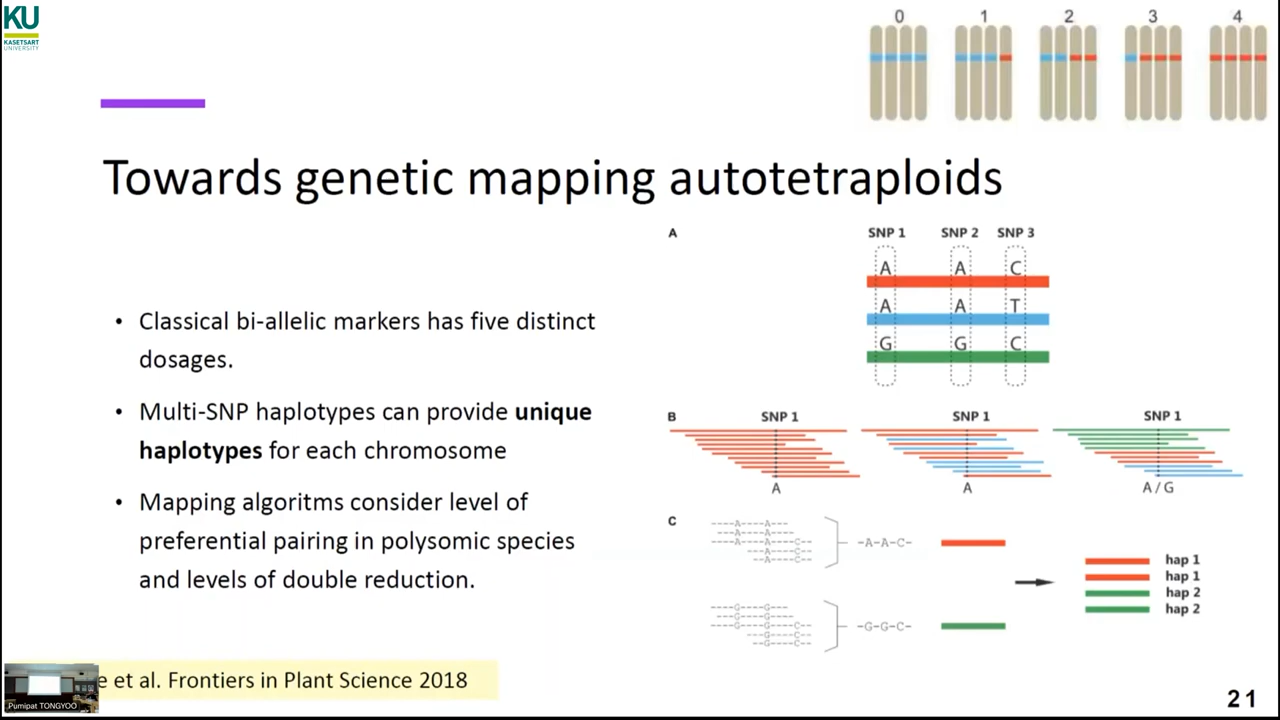 KU
KASETSART
UNIVERSITY
0 1 2 3 4
Towards genetic mapping autotetraploids
• Classical bi-allelic markers has five distinct
dosages.
• Multi-SNP haplotypes can provide unique
haplotypes for each chromosome
• Mapping algoritms consider level of
preferential pairing in polysomic species
and levels of double reduction.
A
SNP 1 SNP 2 SNP 3
A A C
A A T
G G C
B
SNP 1 SNP 1 SNP 1
A A A / G
C
----A----A---
---A----A---
----A----A----C--
---A----C--
--A----C--
-A-A-C-
----G----G---
---G----G---
----G----G----C--
---G----C--
--G----C--
-G-G-C-
hap 1
hap 1
hap 2
hap 2
e et al. Frontiers in Plant Science 2018
Pumipat TONGYOO
21